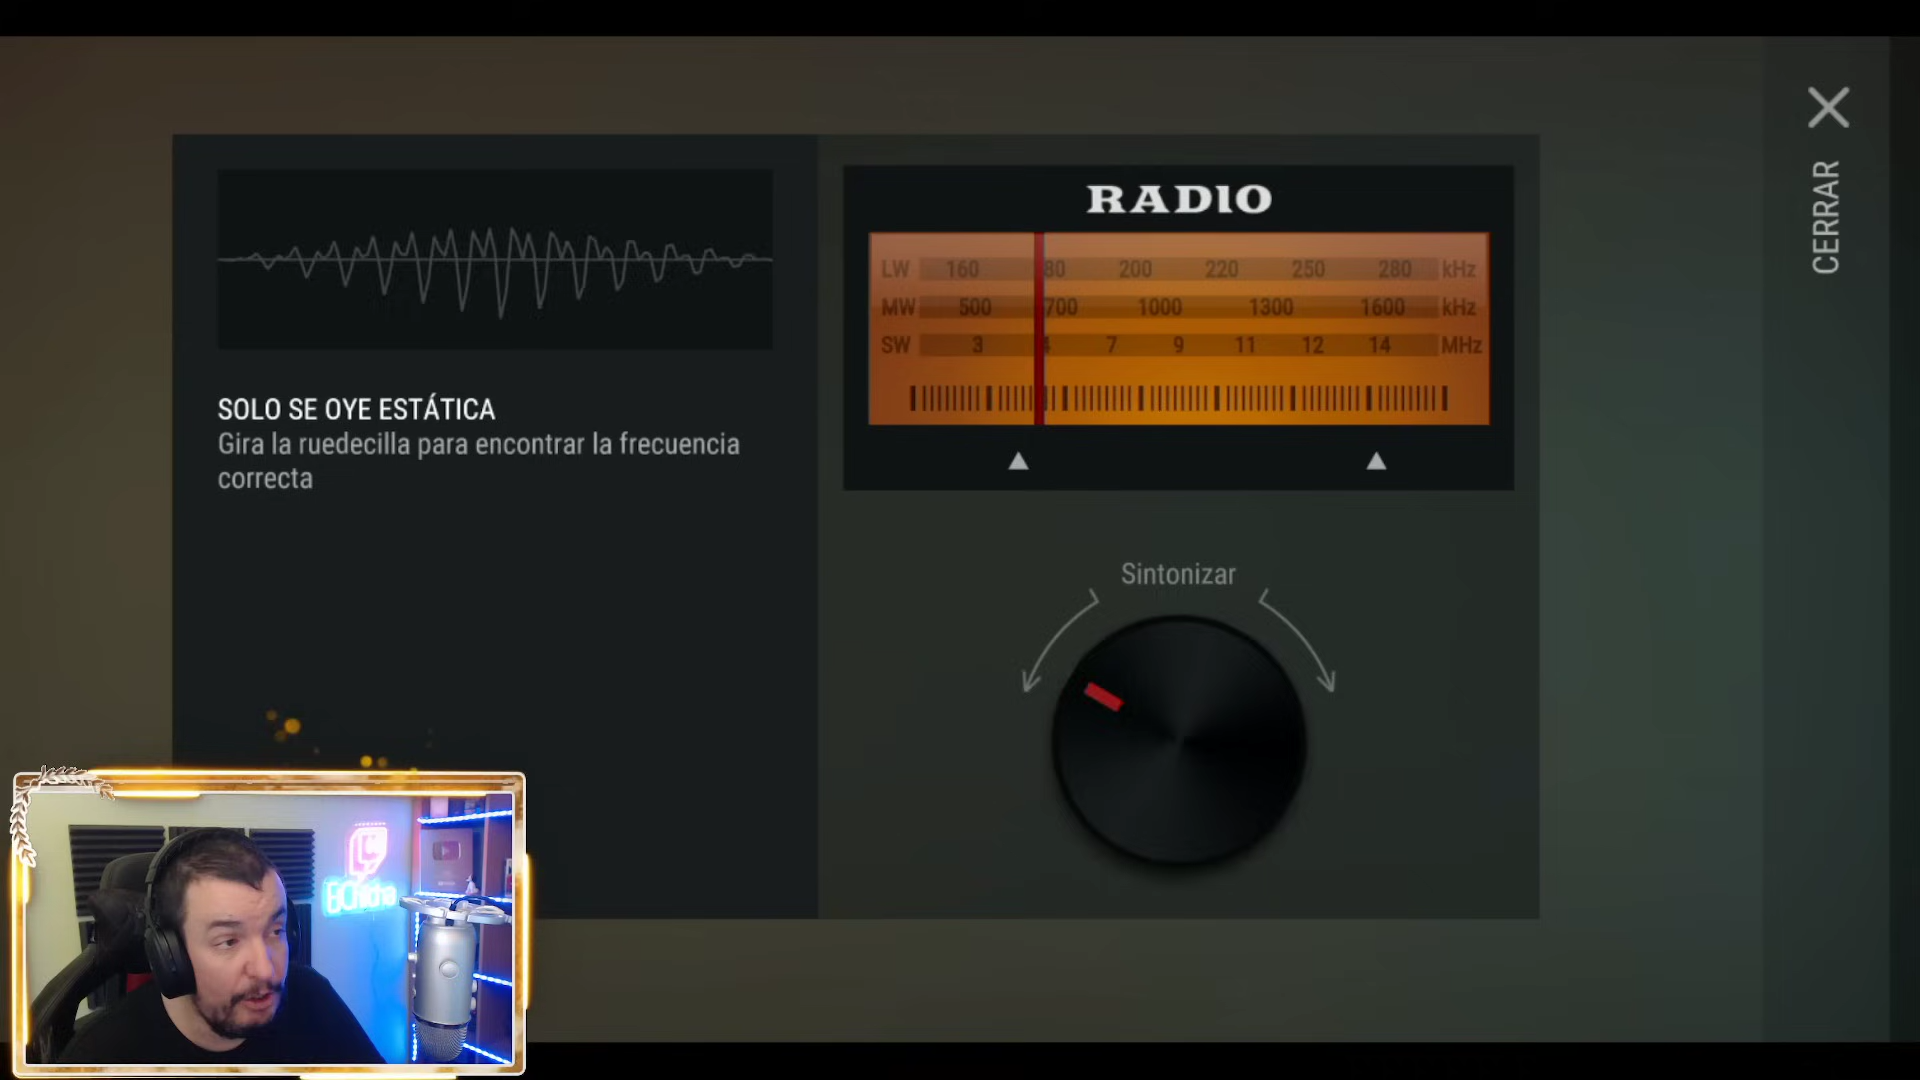 CERRAR
RADIO
LW 160 80 200 220 250 280 kHz
MW 500 700 1000 1300 1600 kHz
SW 3 4 7 9 11 12 14 MHz
SOLO SE OYE ESTÁTICA
Gira la ruedecilla para encontrar la frecuencia
correcta
Sintonizar